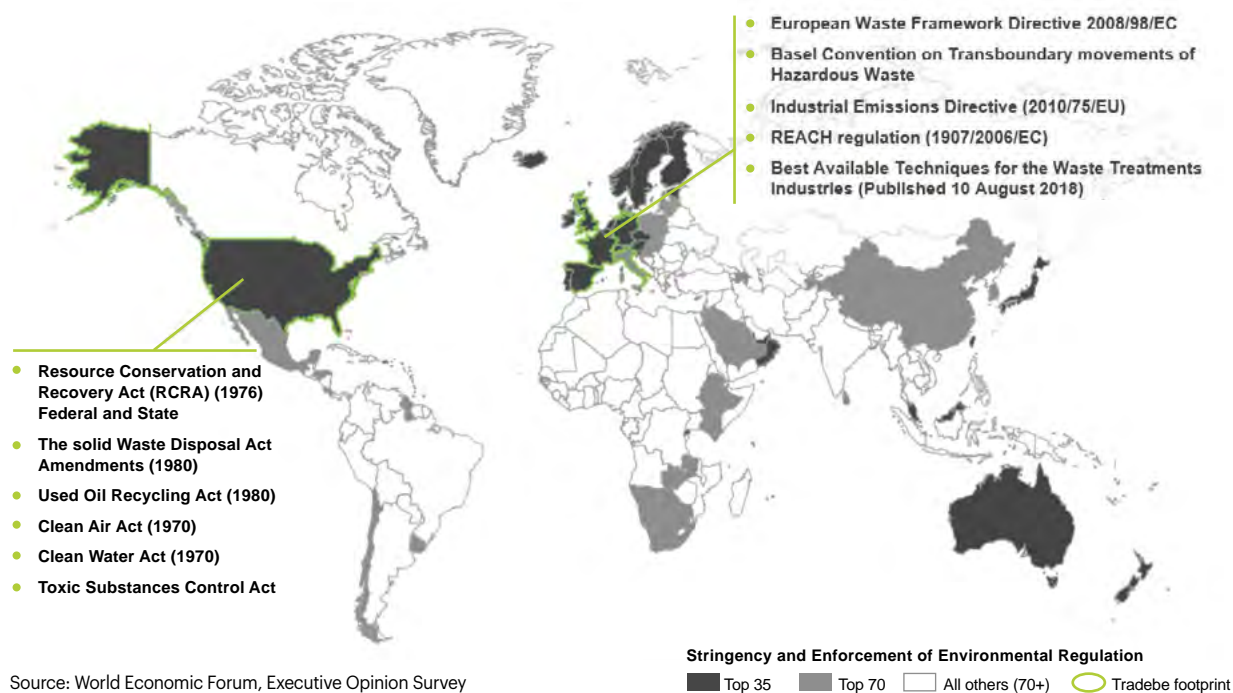 European Waste Framework Directive 2008/98/EC
Basel Convention on Transboundary movements of
Hazardous Waste
Industrial Emissions Directive (2010/75/EU)
REACH regulation (1907/2006/EC)
Best Available Techniques for the Waste Treatments
Industries (Published 10 August 2018)
Resource Conservation and
Recovery Act (RCRA) (1976)
Federal and State
The solid Waste Disposal Act
Amendments (1980)
Used Oil Recycling Act (1980)
Clean Air Act (1970)
Clean Water Act (1970)
Toxic Substances Control Act
Source: World Economic Forum, Executive Opinion Survey
Stringency and Enforcement of Environmental Regulation
Top 35
Top 70
All others (70+)
Tradebe footprint